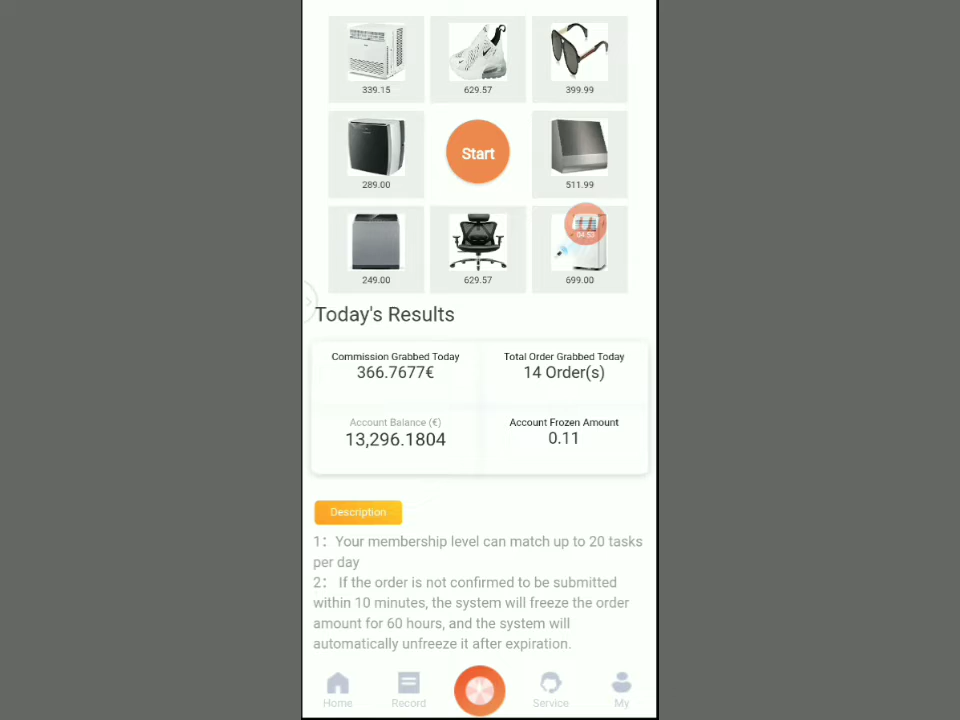 339.15
629.57
399.99
289.00
Start
511.99
04:53
249.00
629.57
699.00
Today's Results
Commission Grabbed Today
366.7677€
Total Order Grabbed Today
14 Order(s)
Account Balance (€)
13,296.1804
Account Frozen Amount
0.11
Description
1： Your membership level can match up to 20 tasks
per day
2： If the order is not confirmed to be submitted
within 10 minutes, the system will freeze the order
amount for 60 hours, and the system will
automatically unfreeze it after expiration.
Home
Record
Service
My